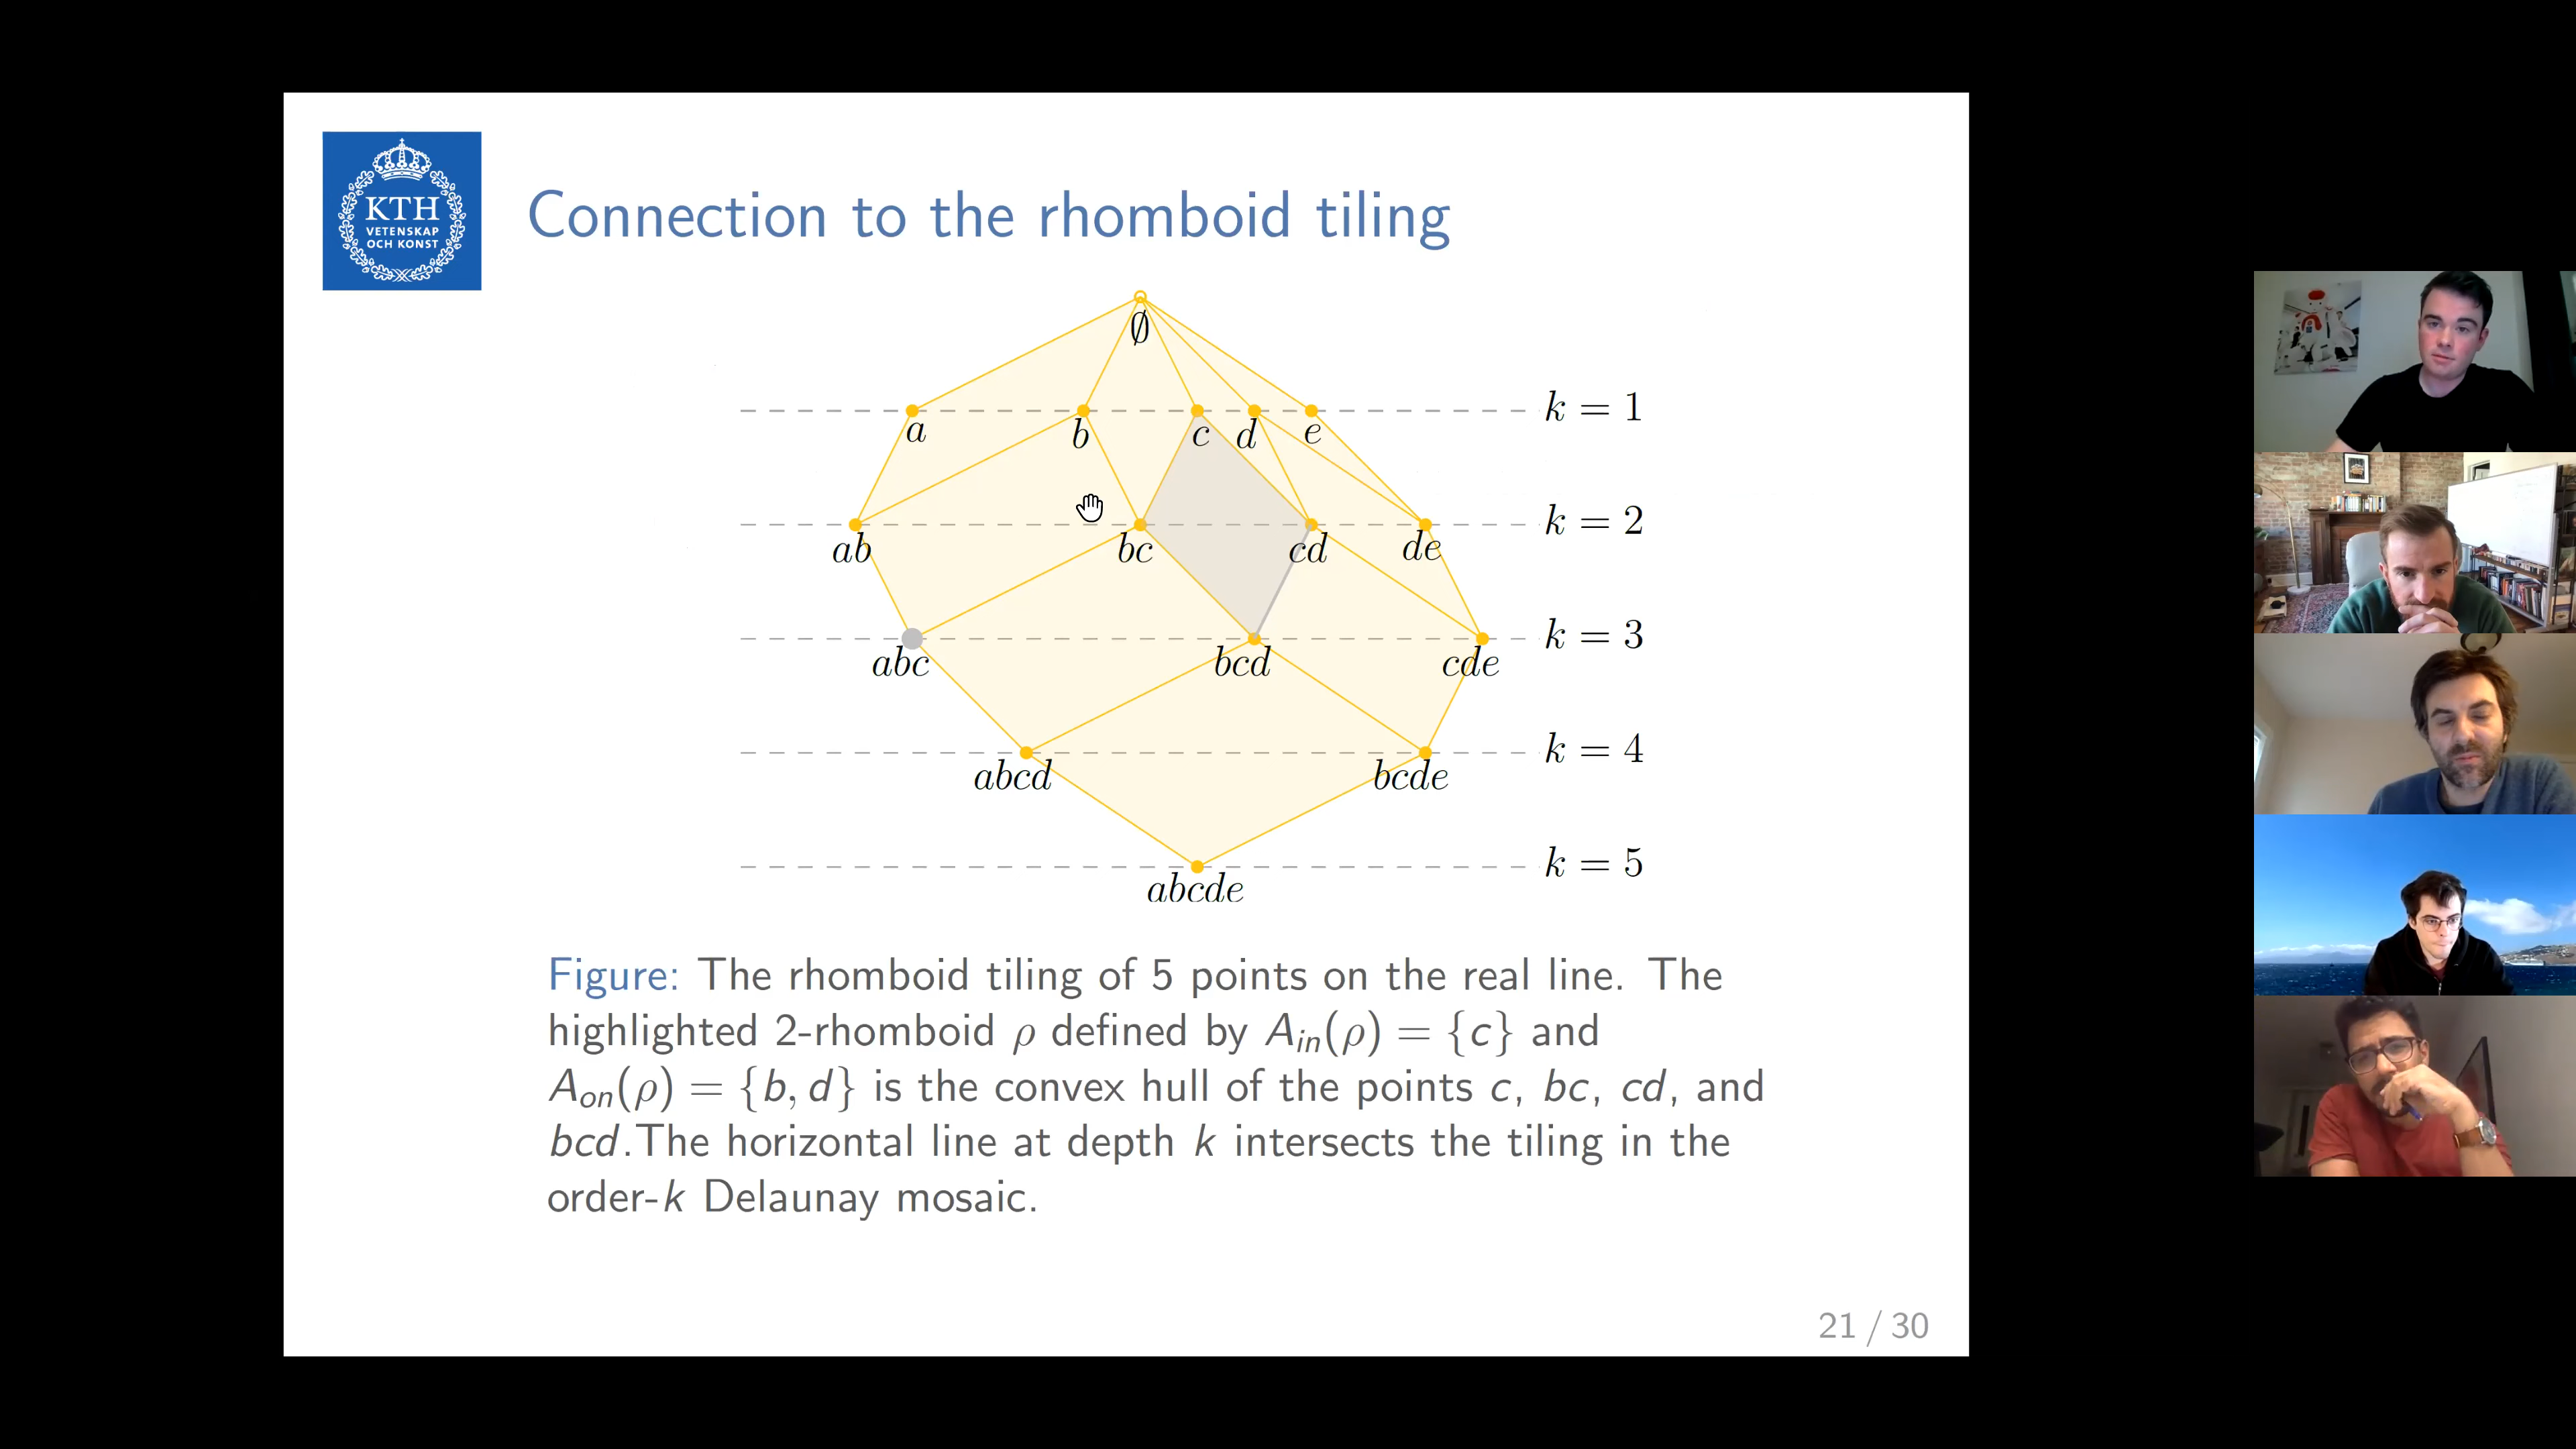 KTH
VETENSKAP
OCH KONST
Connection to the rhomboid tiling
∅
a b c d e k = 1
ab bc cd de k = 2
abc bcd cde k = 3
abcd bcde k = 4
abcde k = 5
Figure: The rhomboid tiling of 5 points on the real line. The
highlighted 2-rhomboid ρ defined by A_in(ρ) = {c} and
A_on(ρ) = {b, d} is the convex hull of the points c, bc, cd, and
bcd.The horizontal line at depth k intersects the tiling in the
order-k Delaunay mosaic.
21 / 30